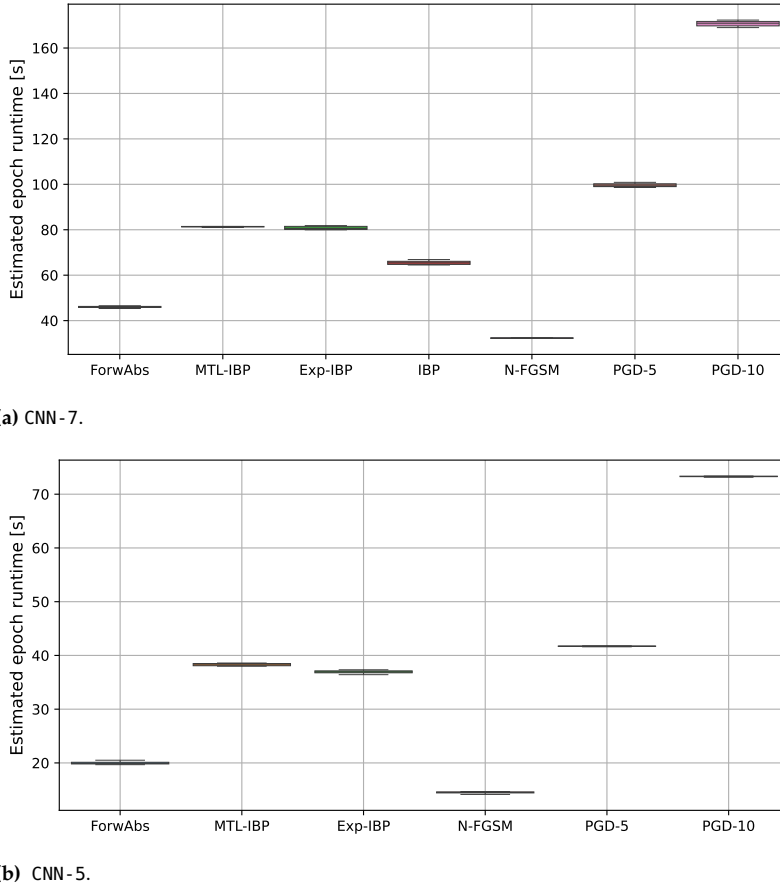 Estimated epoch runtime [s]
160
140
120
100
80
60
40
ForwAbs MTL-IBP Exp-IBP IBP N-FGSM PGD-5 PGD-10
a) CNN-7.
Estimated epoch runtime [s]
70
60
50
40
30
20
ForwAbs MTL-IBP Exp-IBP N-FGSM PGD-5 PGD-10
b) CNN-5.